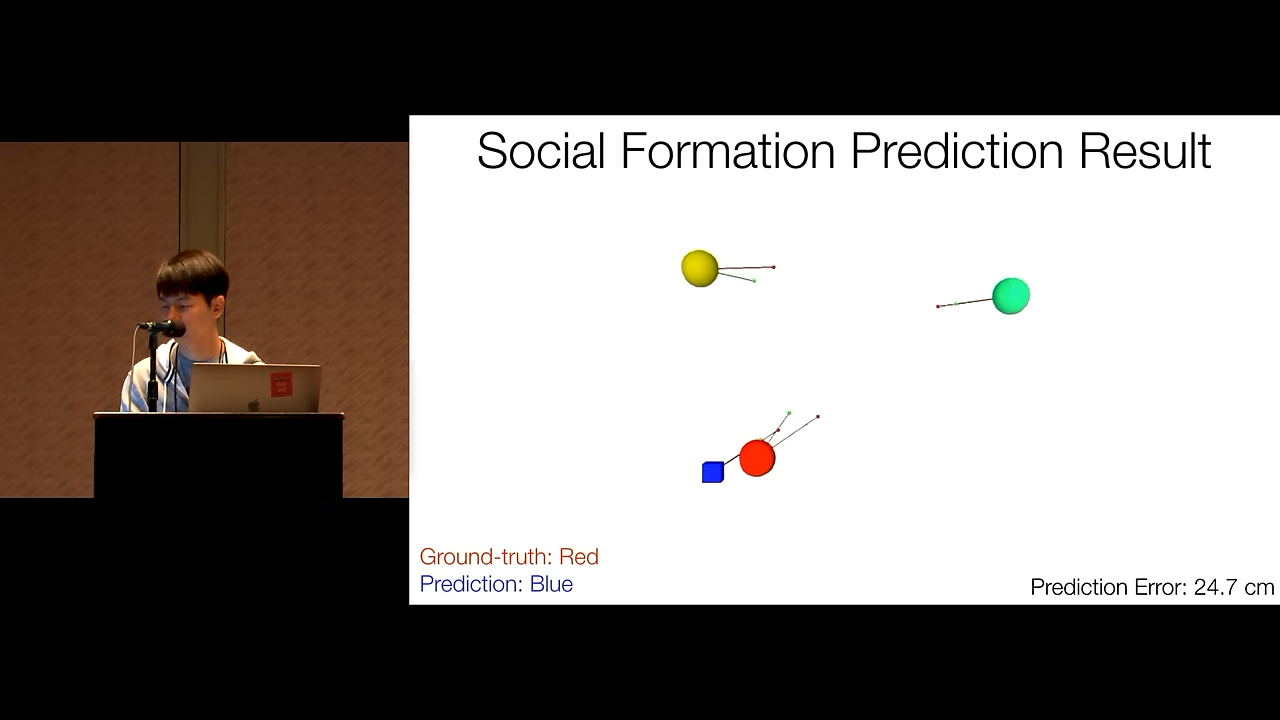 Social Formation Prediction Result
Ground-truth: Red
Prediction: Blue
Prediction Error: 24.7 cm